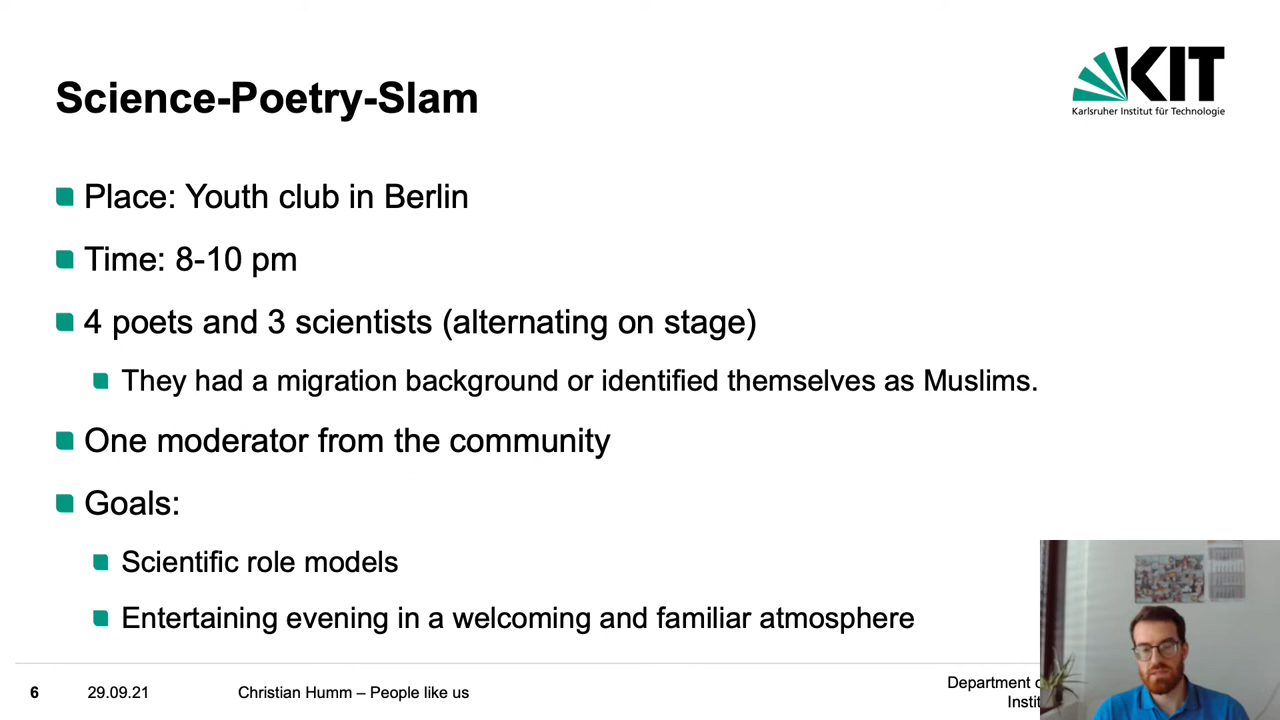 Science-Poetry-Slam
KIT
Karlsruher Institut für Technologie
Place: Youth club in Berlin
Time: 8-10 pm
4 poets and 3 scientists (alternating on stage)
They had a migration background or identified themselves as Muslims.
One moderator from the community
Goals:
Scientific role models
Entertaining evening in a welcoming and familiar atmosphere
6
29.09.21
Christian Humm – People like us
Department